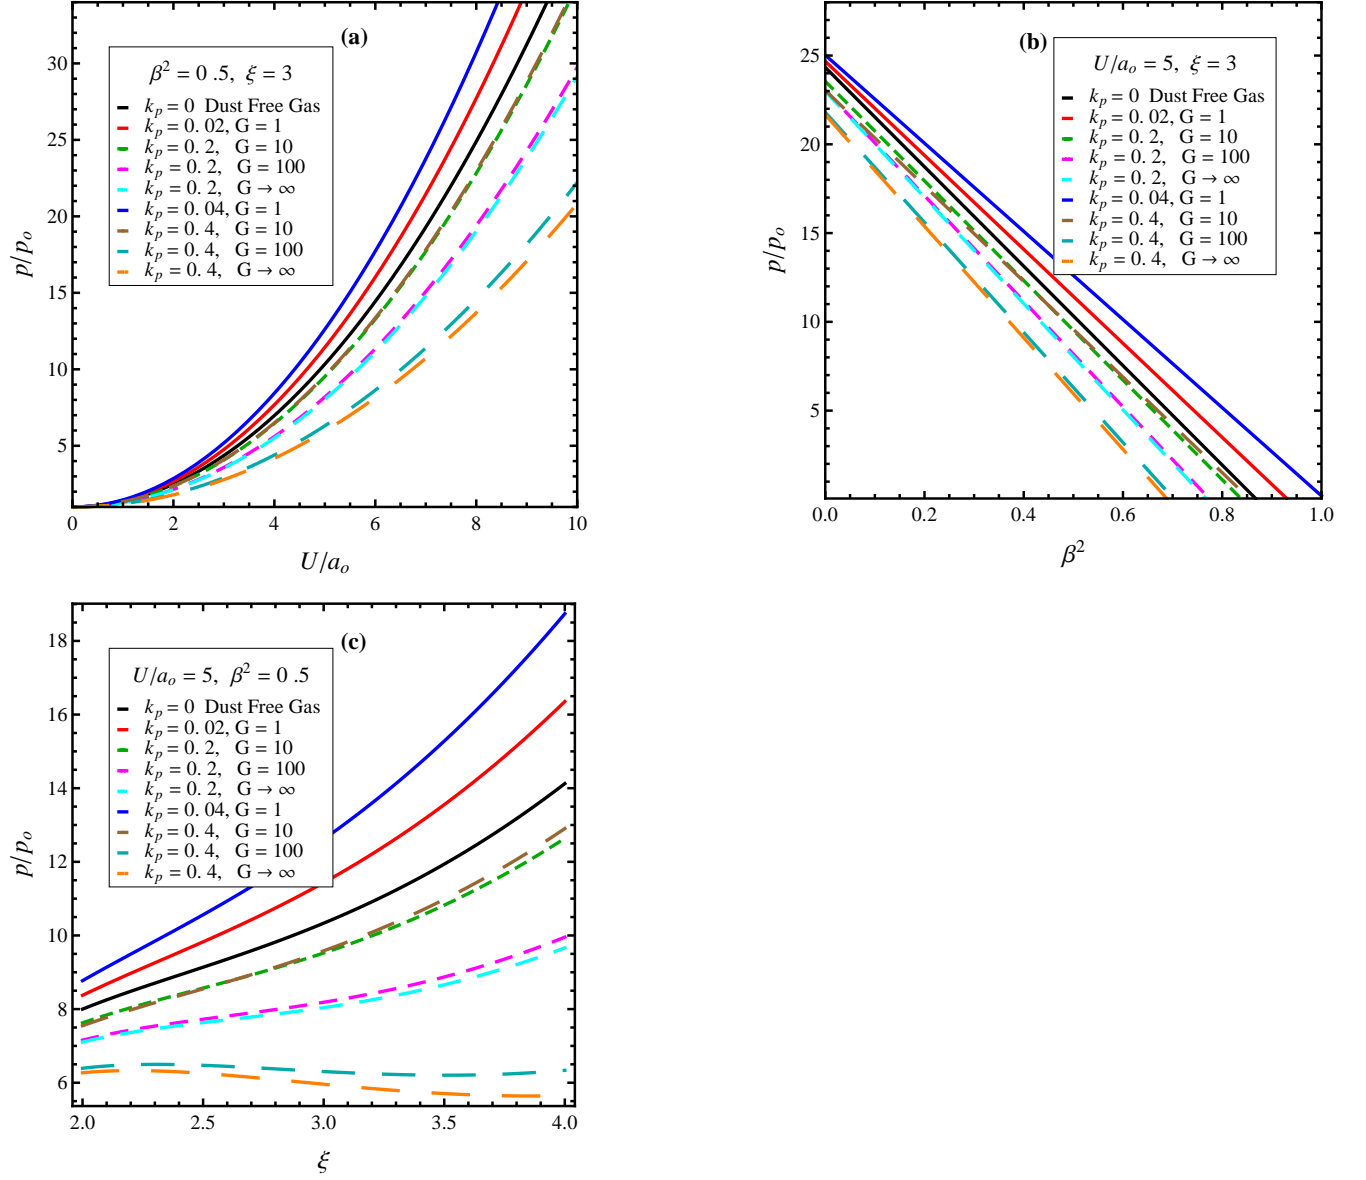 (a)
β² = 0 .5, ξ = 3
k_p = 0 Dust Free Gas
k_p = 0. 02, G = 1
k_p = 0. 2, G = 10
k_p = 0. 2, G = 100
k_p = 0. 2, G → ∞
k_p = 0. 04, G = 1
k_p = 0. 4, G = 10
k_p = 0. 4, G = 100
k_p = 0. 4, G → ∞
p/p_o
30
25
20
15
10
5
0 2 4 6 8 10
U/a_o
(b)
U/a_o = 5, ξ = 3
k_p = 0 Dust Free Gas
k_p = 0. 02, G = 1
k_p = 0. 2, G = 10
k_p = 0. 2, G = 100
k_p = 0. 2, G → ∞
k_p = 0. 04, G = 1
k_p = 0. 4, G = 10
k_p = 0. 4, G = 100
k_p = 0. 4, G → ∞
p/p_o
25
20
15
10
5
0.0 0.2 0.4 0.6 0.8 1.0
β²
(c)
U/a_o = 5, β² = 0 .5
k_p = 0 Dust Free Gas
k_p = 0. 02, G = 1
k_p = 0. 2, G = 10
k_p = 0. 2, G = 100
k_p = 0. 2, G → ∞
k_p = 0. 04, G = 1
k_p = 0. 4, G = 10
k_p = 0. 4, G = 100
k_p = 0. 4, G → ∞
p/p_o
18
16
14
12
10
8
6
2.0 2.5 3.0 3.5 4.0
ξ